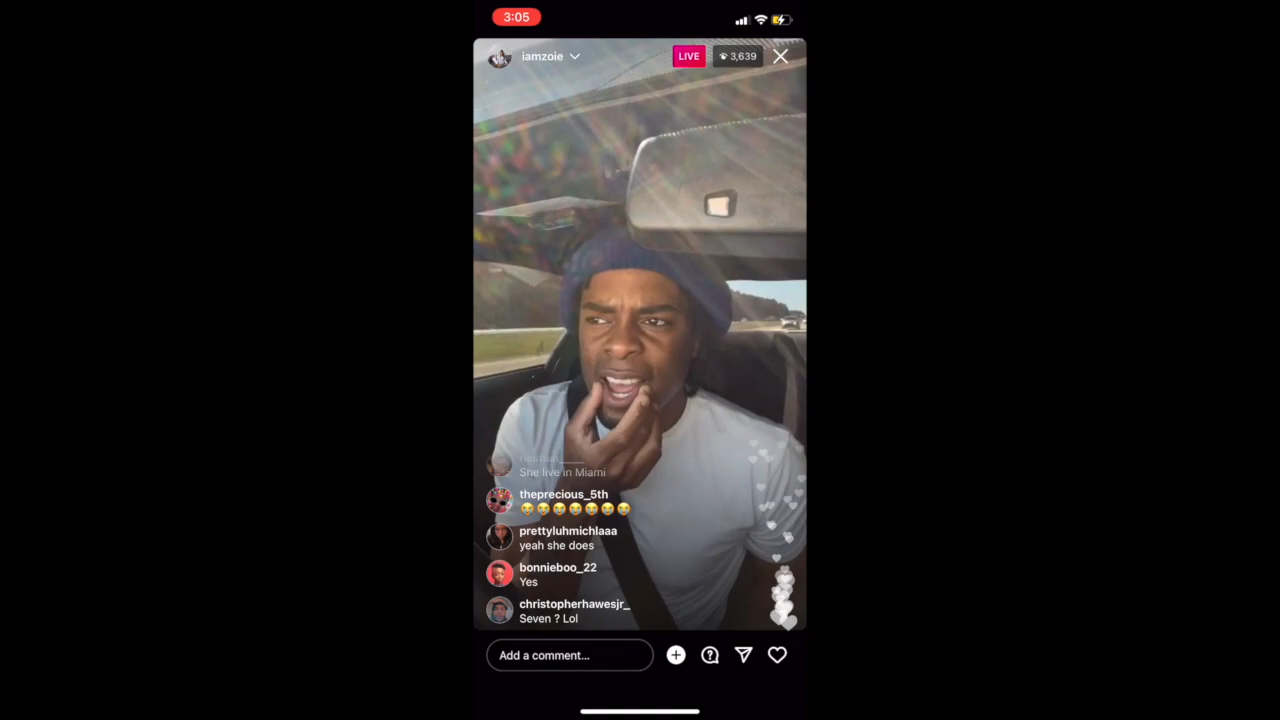 3:05
iamzoie
LIVE
3,639
She live in Miami
theprecious_5th
😭😭😭😭😭😭😭
prettyluhmichlaaa
yeah she does
bonnieboo_22
Yes
christopherhawesjr_
Seven ? Lol
Add a comment...